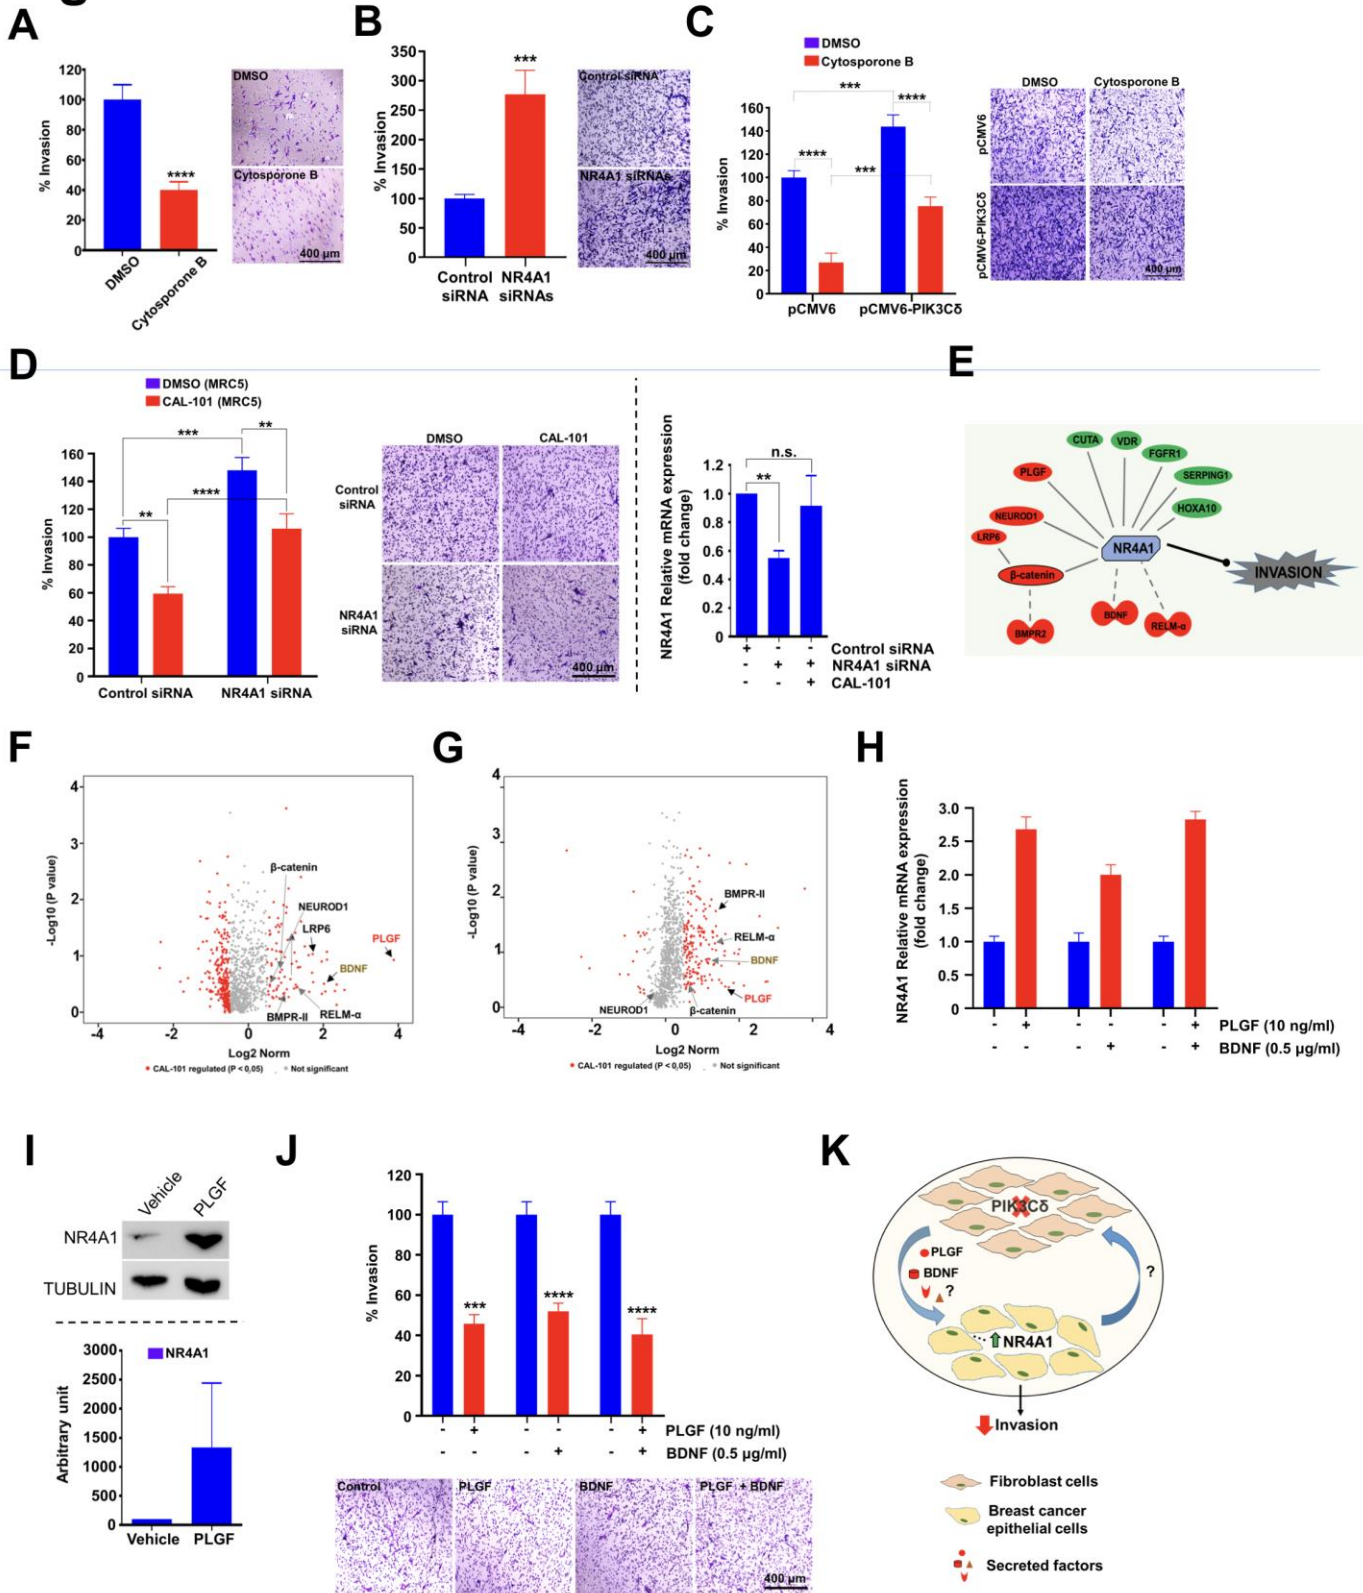 A
120
100
80
60
40
20
0
% Invasion
****
DMSO
Cytosporone B
DMSO
Cytosporone B
400 µm
B
350
300
250
200
150
100
50
0
% Invasion
***
Control siRNA
NR4A1 siRNAs
Control siRNA
NR4A1 siRNAs
400 µm
C
DMSO
Cytosporone B
160
140
120
100
80
60
40
20
0
% Invasion
***
****
****
***
pCMV6
pCMV6-PIK3Cδ
DMSO
Cytosporone B
pCMV6
pCMV6-PIK3Cδ
400 µm
D
DMSO (MRC5)
CAL-101 (MRC5)
160
140
120
100
80
60
40
20
0
% Invasion
***
**
****
**
Control siRNA
NR4A1 siRNA
DMSO
CAL-101
Control
siRNA
NR4A1
siRNA
400 µm
NR4A1 Relative mRNA expression
(fold change)
1.2
1.0
0.8
0.6
0.4
0.2
0
n.s.
**
+ - - Control siRNA
- + + NR4A1 siRNA
- - + CAL-101
E
CUTA
VDR
FGFR1
SERPING1
HOXA10
PLGF
NEUROD1
LRP6
β-catenin
NR4A1
INVASION
BMPR2
BDNF
RELM-α
F
4
3
2
1
0
-Log10 (P value)
β-catenin
NEUROD1
LRP6
PLGF
BDNF
BMPR-II
RELM-α
-4 -2 0 2 4
Log2 Norm
CAL-101 regulated (P < 0,05) Not significant
G
4
3
2
1
0
-Log10 (P value)
BMPR-II
RELM-α
BDNF
PLGF
NEUROD1
β-catenin
-4 -2 0 2 4
Log2 Norm
CAL-101 regulated (P < 0,05) Not significant
H
NR4A1 Relative mRNA expression
(fold change)
3.0
2.5
2.0
1.5
1.0
0.5
0
- + - - - + PLGF (10 ng/ml)
- - - + - + BDNF (0.5 µg/ml)
I
Vehicle
PLGF
NR4A1
TUBULIN
NR4A1
3000
2500
2000
1500
1000
500
0
Arbitrary unit
Vehicle
PLGF
J
120
100
80
60
40
20
0
% Invasion
***
****
****
- + - - - + PLGF (10 ng/ml)
- - - + - + BDNF (0.5 µg/ml)
Control
PLGF
BDNF
PLGF + BDNF
400 µm
K
PIK3Cδ
PLGF
BDNF
?
?
NR4A1
Invasion
Fibroblast cells
Breast cancer
epithelial cells
Secreted factors